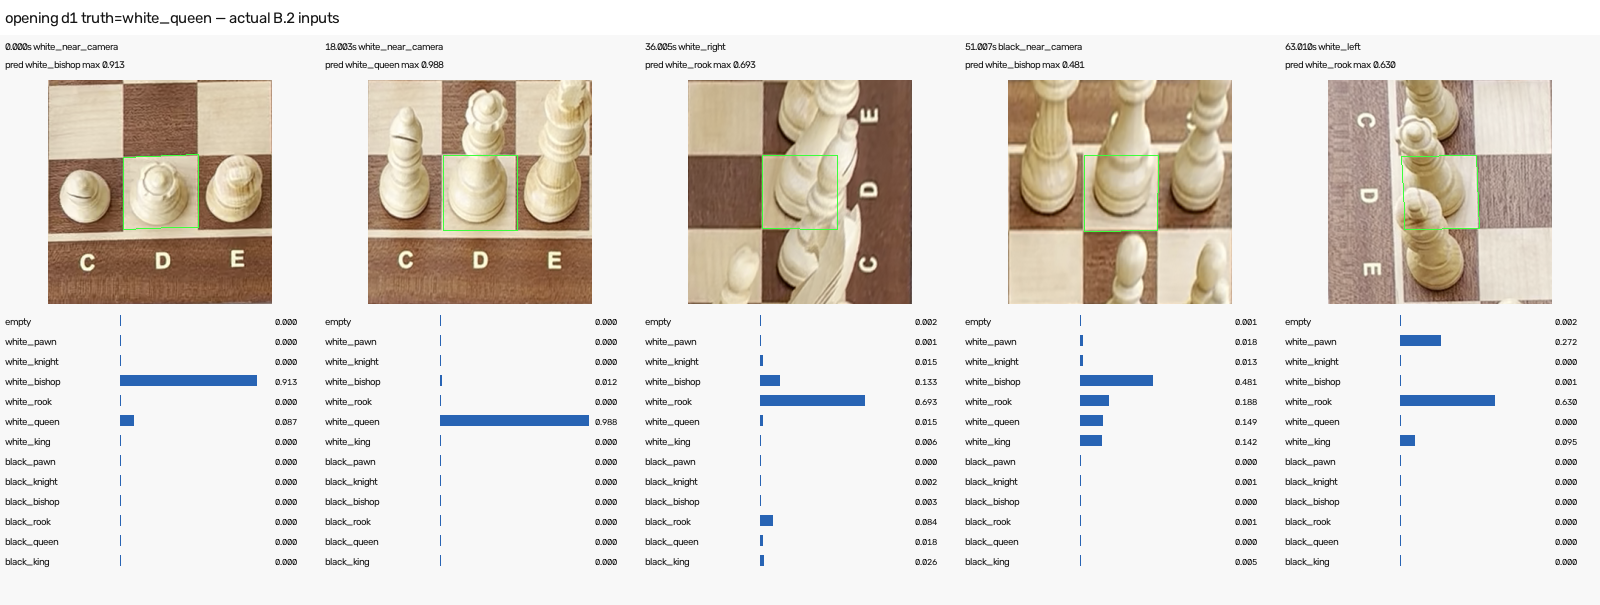 opening d1 truth=white_queen — actual B.2 inputs
0.000s white_near_camera
pred white_bishop max 0.913
C D E
empty 0.000
white_pawn 0.000
white_knight 0.000
white_bishop 0.913
white_rook 0.000
white_queen 0.087
white_king 0.000
black_pawn 0.000
black_knight 0.000
black_bishop 0.000
black_rook 0.000
black_queen 0.000
black_king 0.000
18.003s white_near_camera
pred white_queen max 0.988
C D E
empty 0.000
white_pawn 0.000
white_knight 0.000
white_bishop 0.012
white_rook 0.000
white_queen 0.988
white_king 0.000
black_pawn 0.000
black_knight 0.000
black_bishop 0.000
black_rook 0.000
black_queen 0.000
black_king 0.000
36.005s white_right
pred white_rook max 0.693
E
D
C
empty 0.002
white_pawn 0.001
white_knight 0.015
white_bishop 0.133
white_rook 0.693
white_queen 0.015
white_king 0.006
black_pawn 0.000
black_knight 0.002
black_bishop 0.003
black_rook 0.084
black_queen 0.018
black_king 0.026
51.007s black_near_camera
pred white_bishop max 0.481
empty 0.001
white_pawn 0.018
white_knight 0.013
white_bishop 0.481
white_rook 0.188
white_queen 0.149
white_king 0.142
black_pawn 0.000
black_knight 0.001
black_bishop 0.000
black_rook 0.001
black_queen 0.000
black_king 0.005
63.010s white_left
pred white_rook max 0.630
C
D
E
empty 0.002
white_pawn 0.272
white_knight 0.000
white_bishop 0.001
white_rook 0.630
white_queen 0.000
white_king 0.095
black_pawn 0.000
black_knight 0.000
black_bishop 0.000
black_rook 0.000
black_queen 0.000
black_king 0.000